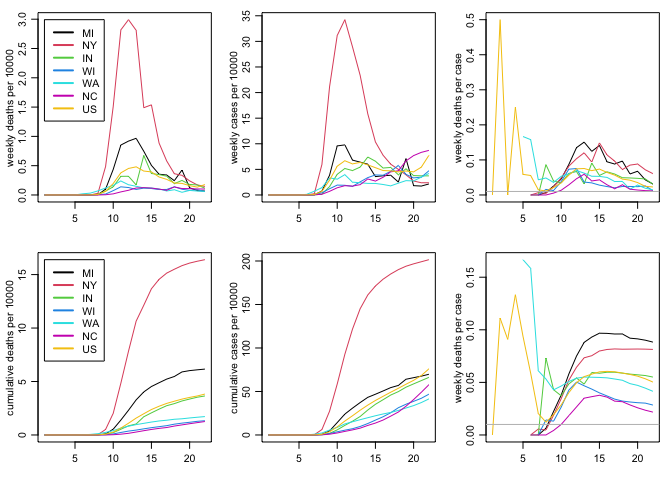 weekly deaths per 10000
0.0 0.5 1.0 1.5 2.0 2.5 3.0
MI
NY
IN
WI
WA
NC
US
5 10 15 20
weekly cases per 10000
0 5 10 15 20 25 30 35
5 10 15 20
weekly deaths per case
0.0 0.1 0.2 0.3 0.4 0.5
5 10 15 20
cumulative deaths per 10000
0 5 10 15
MI
NY
IN
WI
WA
NC
US
5 10 15 20
cumulative cases per 10000
0 50 100 150 200
5 10 15 20
weekly deaths per case
0.00 0.05 0.10 0.15
5 10 15 20